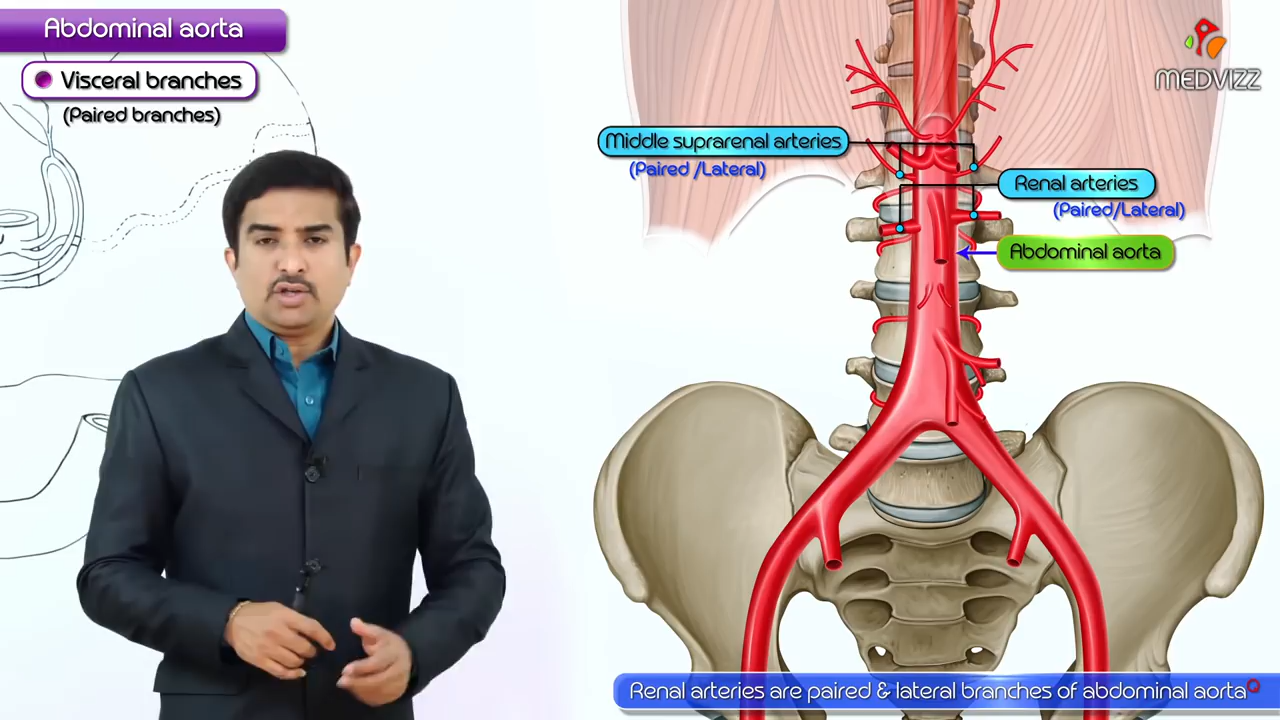 Abdominal aorta
Visceral branches
(Paired branches)
MEDVIZZ
Middle suprarenal arteries
(Paired /Lateral)
Renal arteries
(Paired/Lateral)
Abdominal aorta
Renal arteries are paired & lateral branches of abdominal aorta Q